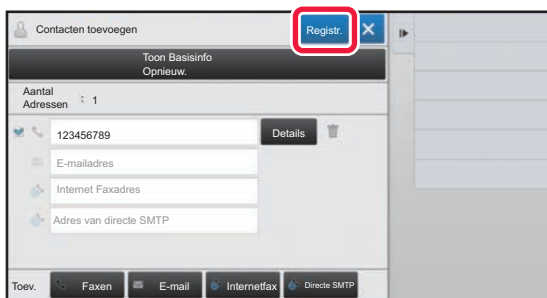 Contacten toevoegen
Registr.
Toon Basisinfo
Opnieuw.
Aantal
Adressen : 1
123456789
Details
E-mailadres
Internet Faxadres
Adres van directe SMTP
Toev.
Faxen
E-mail
Internetfax
Directe SMTP